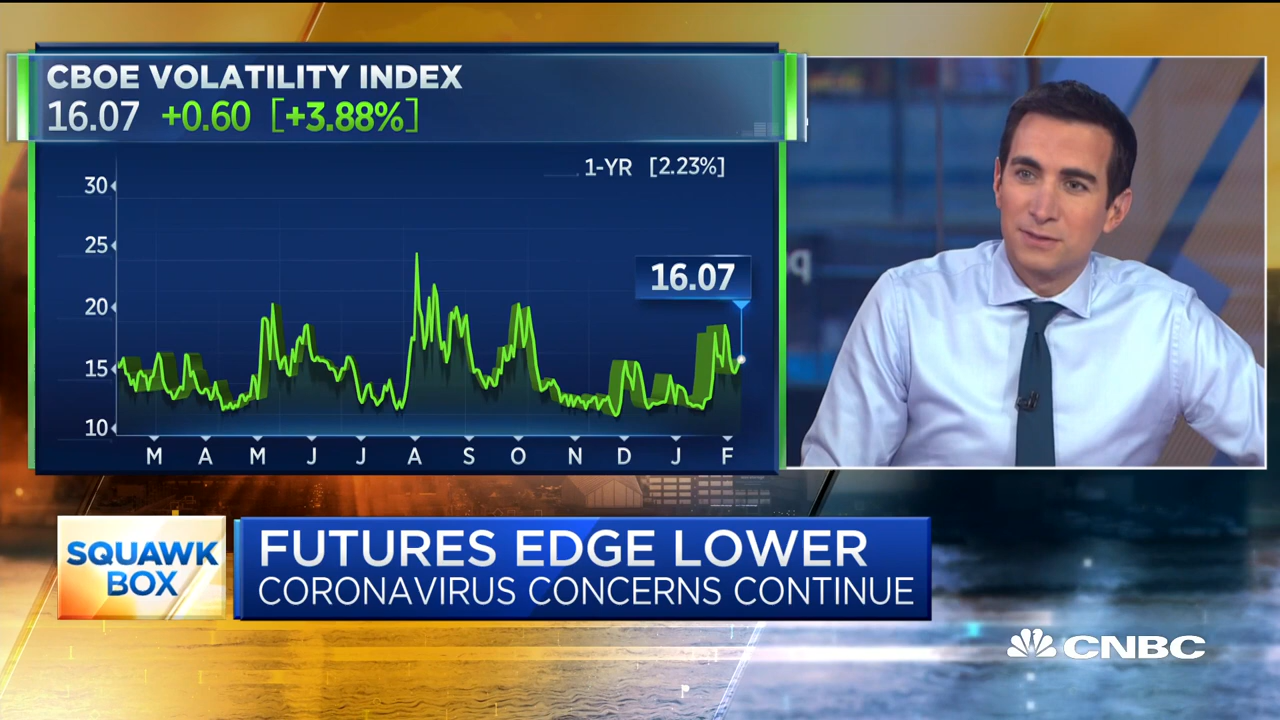 CBOE VOLATILITY INDEX
16.07 +0.60 [+3.88%]
1-YR [2.23%]
30
25
20
15
10
16.07
M A M J J A S O N D J F
SQUAWK
BOX
FUTURES EDGE LOWER
CORONAVIRUS CONCERNS CONTINUE
CNBC